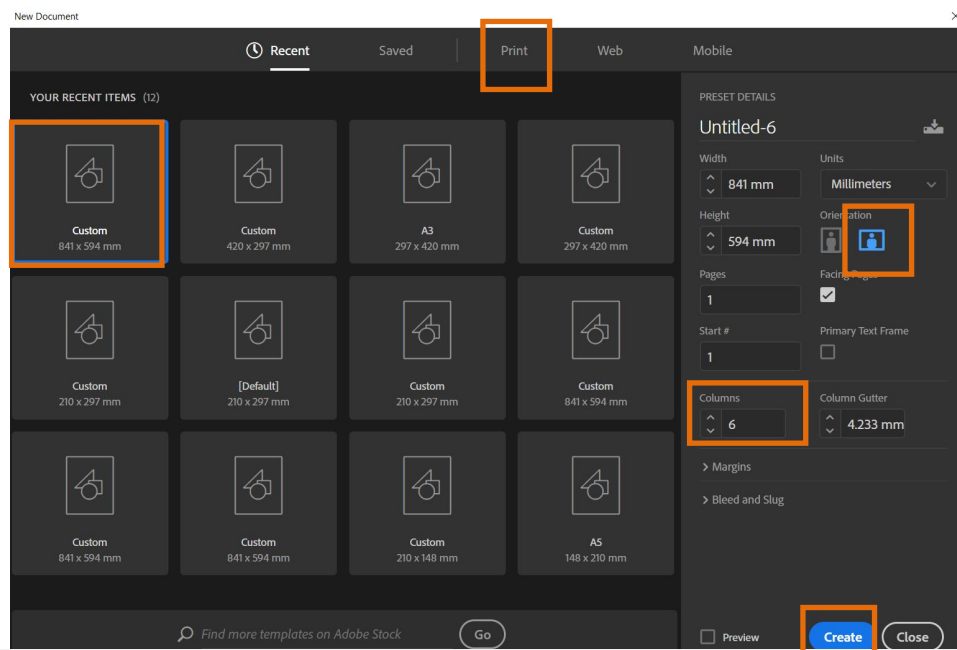 New Document
Recent
Saved
Print
Web
Mobile
YOUR RECENT ITEMS (12)
Custom
841 x 594 mm
Custom
420 x 297 mm
A3
297 x 420 mm
Custom
297 x 420 mm
Custom
210 x 297 mm
[Default]
210 x 297 mm
Custom
210 x 297 mm
Custom
841 x 594 mm
Custom
841 x 594 mm
Custom
841 x 594 mm
Custom
210 x 148 mm
A5
148 x 210 mm
Find more templates on Adobe Stock
Go
PRESET DETAILS
Untitled-6
Width
Units
841 mm
Millimeters
Height
Orientation
594 mm
Pages
Facing Pages
1
Start #
Primary Text Frame
1
Columns
Column Gutter
6
4.233 mm
> Margins
> Bleed and Slug
Preview
Create
Close